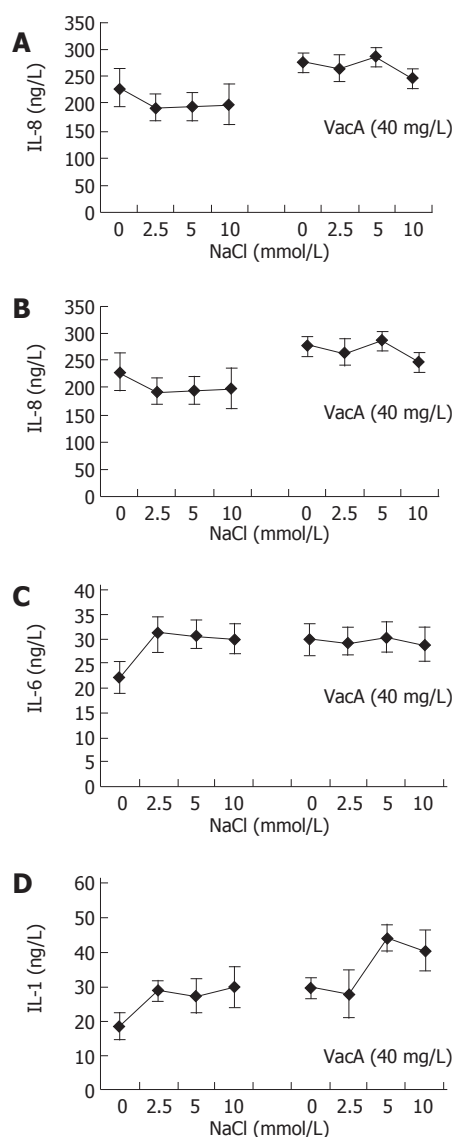 A
IL-8 (ng/L)
350
300
250
200
150
100
50
0
VacA (40 mg/L)
0 2.5 5 10 0 2.5 5 10
NaCl (mmol/L)
B
IL-8 (ng/L)
350
300
250
200
150
100
50
0
VacA (40 mg/L)
0 2.5 5 10 0 2.5 5 10
NaCl (mmol/L)
C
IL-6 (ng/L)
40
35
30
25
20
15
10
5
0
VacA (40 mg/L)
0 2.5 5 10 0 2.5 5 10
NaCl (mmol/L)
D
IL-1 (ng/L)
60
50
40
30
20
10
0
VacA (40 mg/L)
0 2.5 5 10 0 2.5 5 10
NaCl (mmol/L)